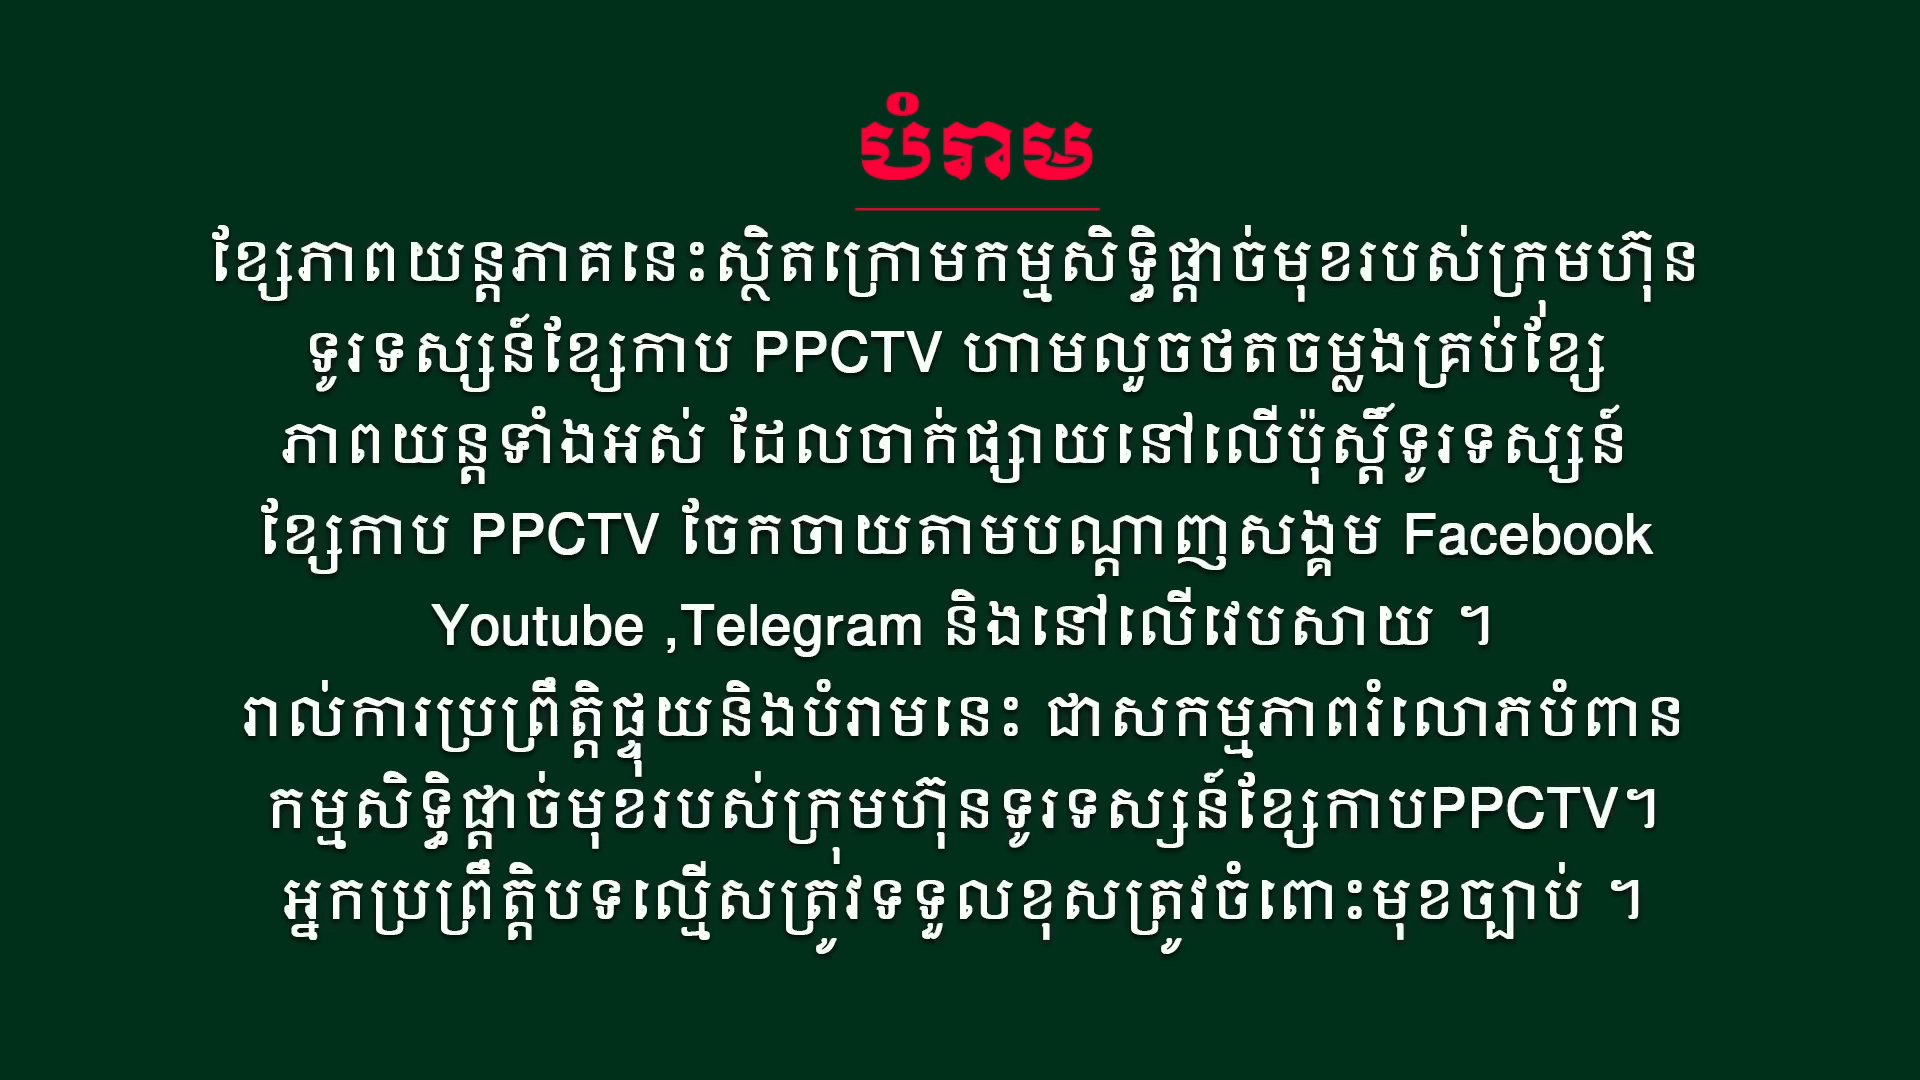 បំរាម
ខ្សែភាពយន្តភាគនេះស្ថិតក្រោមកម្មសិទ្ធិផ្តាច់មុខរបស់ក្រុមហ៊ុន
ទូរទស្សន៍ខ្សែកាប PPCTV ហាមលួចថតចម្លងគ្រប់ខ្សែ
ភាពយន្តទាំងអស់ ដែលចាក់ផ្សាយនៅលើប៉ុស្តិ៍ទូរទស្សន៍
ខ្សែកាប PPCTV ចែកចាយតាមបណ្តាញសង្គម Facebook
Youtube ,Telegram និងនៅលើវេបសាយ ។
រាល់ការប្រព្រឹត្តិផ្ទុយនិងបំរាមនេះ ជាសកម្មភាពរំលោភបំពាន
កម្មសិទ្ធិផ្តាច់មុខរបស់ក្រុមហ៊ុនទូរទស្សន៍ខ្សែកាបPPCTV។
អ្នកប្រព្រឹត្តិបទល្មើសត្រូវទទួលខុសត្រូវចំពោះមុខច្បាប់ ។